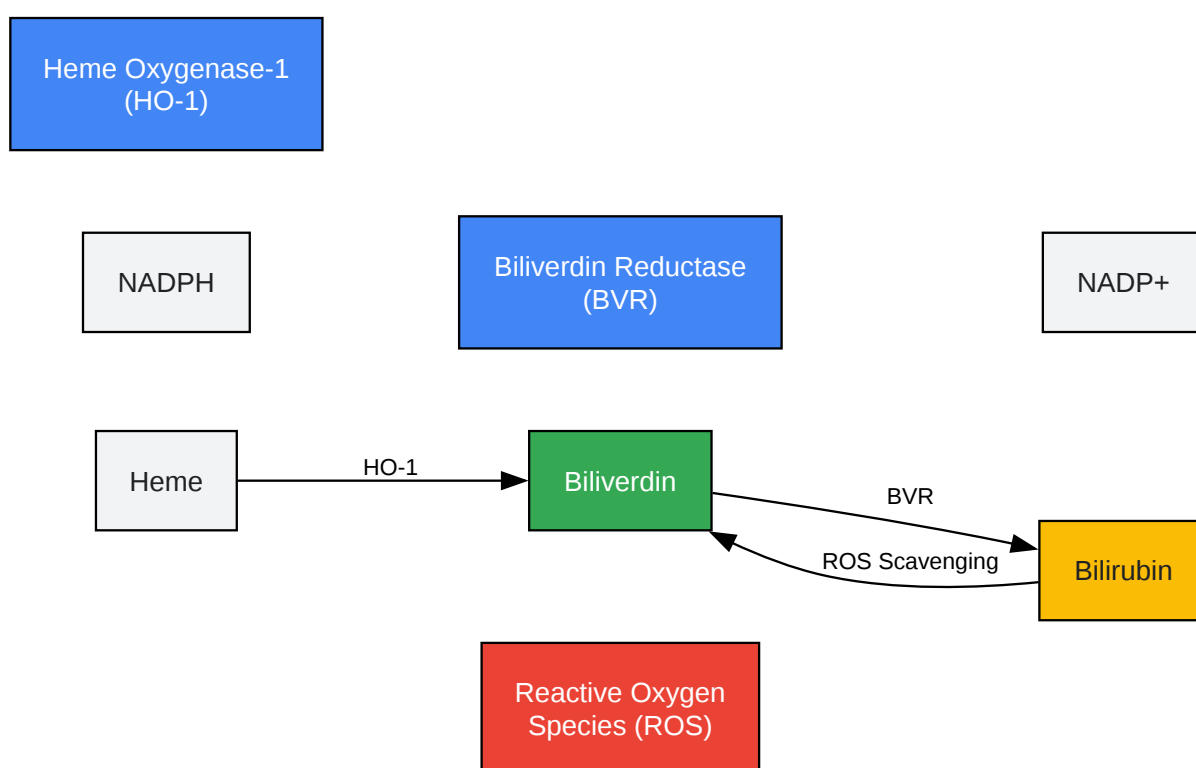 Heme Oxygenase-1
(HO-1)
NADPH
Biliverdin Reductase
(BVR)
NADP+
Heme
HO-1
Biliverdin
BVR
ROS Scavenging
Bilirubin
Reactive Oxygen
Species (ROS)